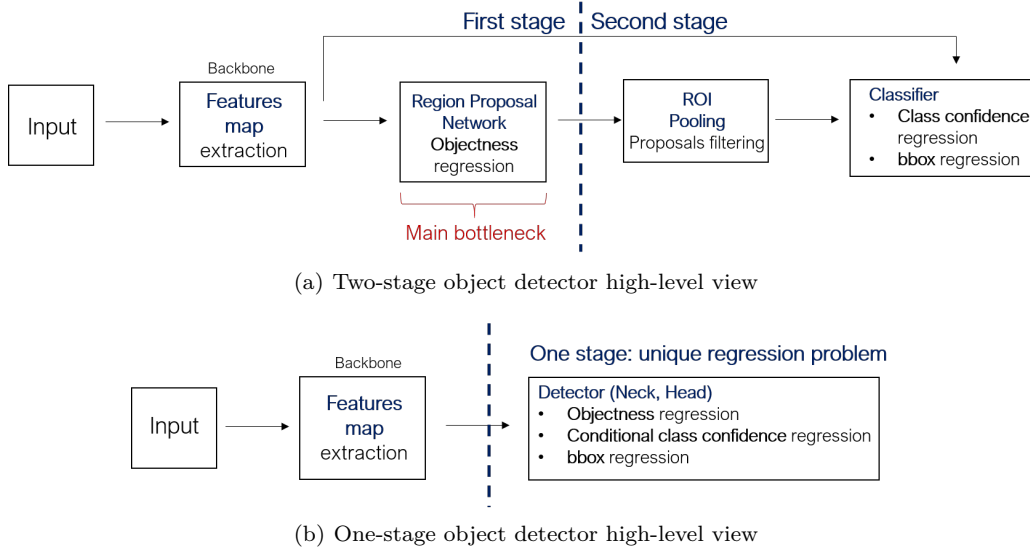 First stage
Second stage
Input
Backbone
Features
map
extraction
Region Proposal
Network
Objectness
regression
Main bottleneck
ROI
Pooling
Proposals filtering
Classifier
• Class confidence
regression
• bbox regression
(a) Two-stage object detector high-level view
One stage: unique regression problem
Input
Backbone
Features
map
extraction
Detector (Neck, Head)
• Objectness regression
• Conditional class confidence regression
• bbox regression
(b) One-stage object detector high-level view